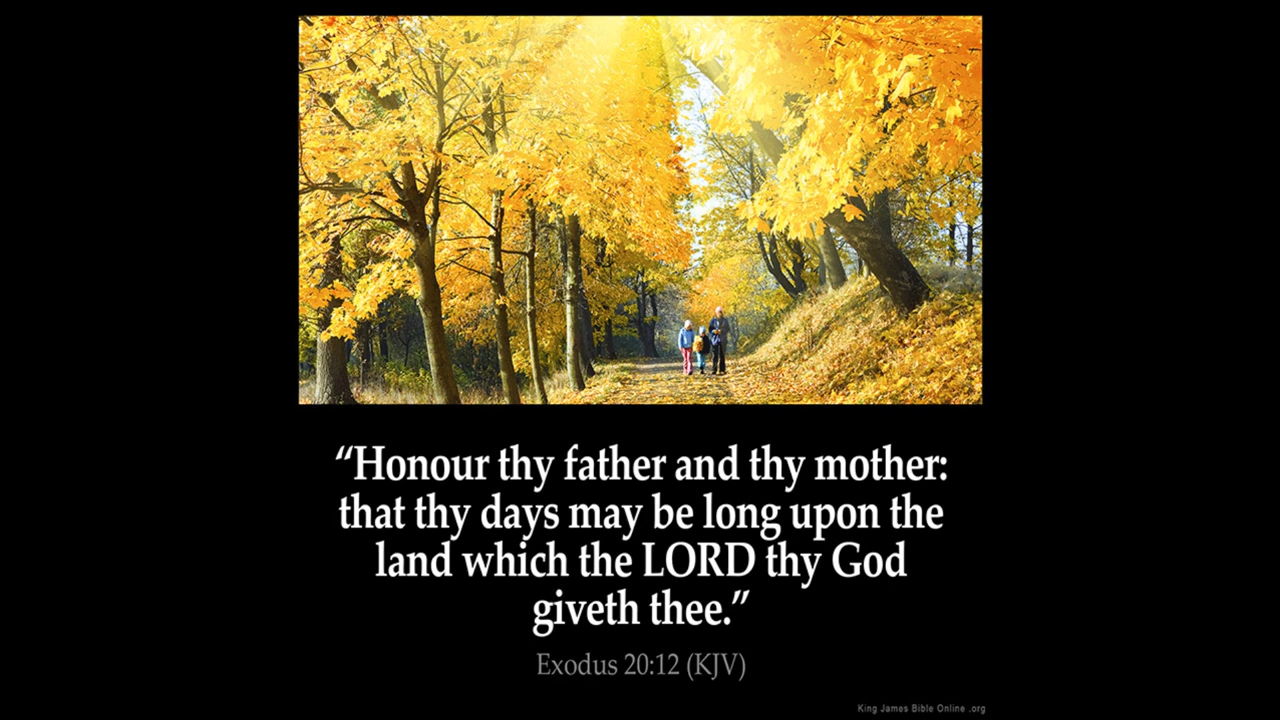 “Honour thy father and thy mother:
that thy days may be long upon the
land which the LORD thy God
giveth thee.”
Exodus 20:12 (KJV)
King James Bible Online .org